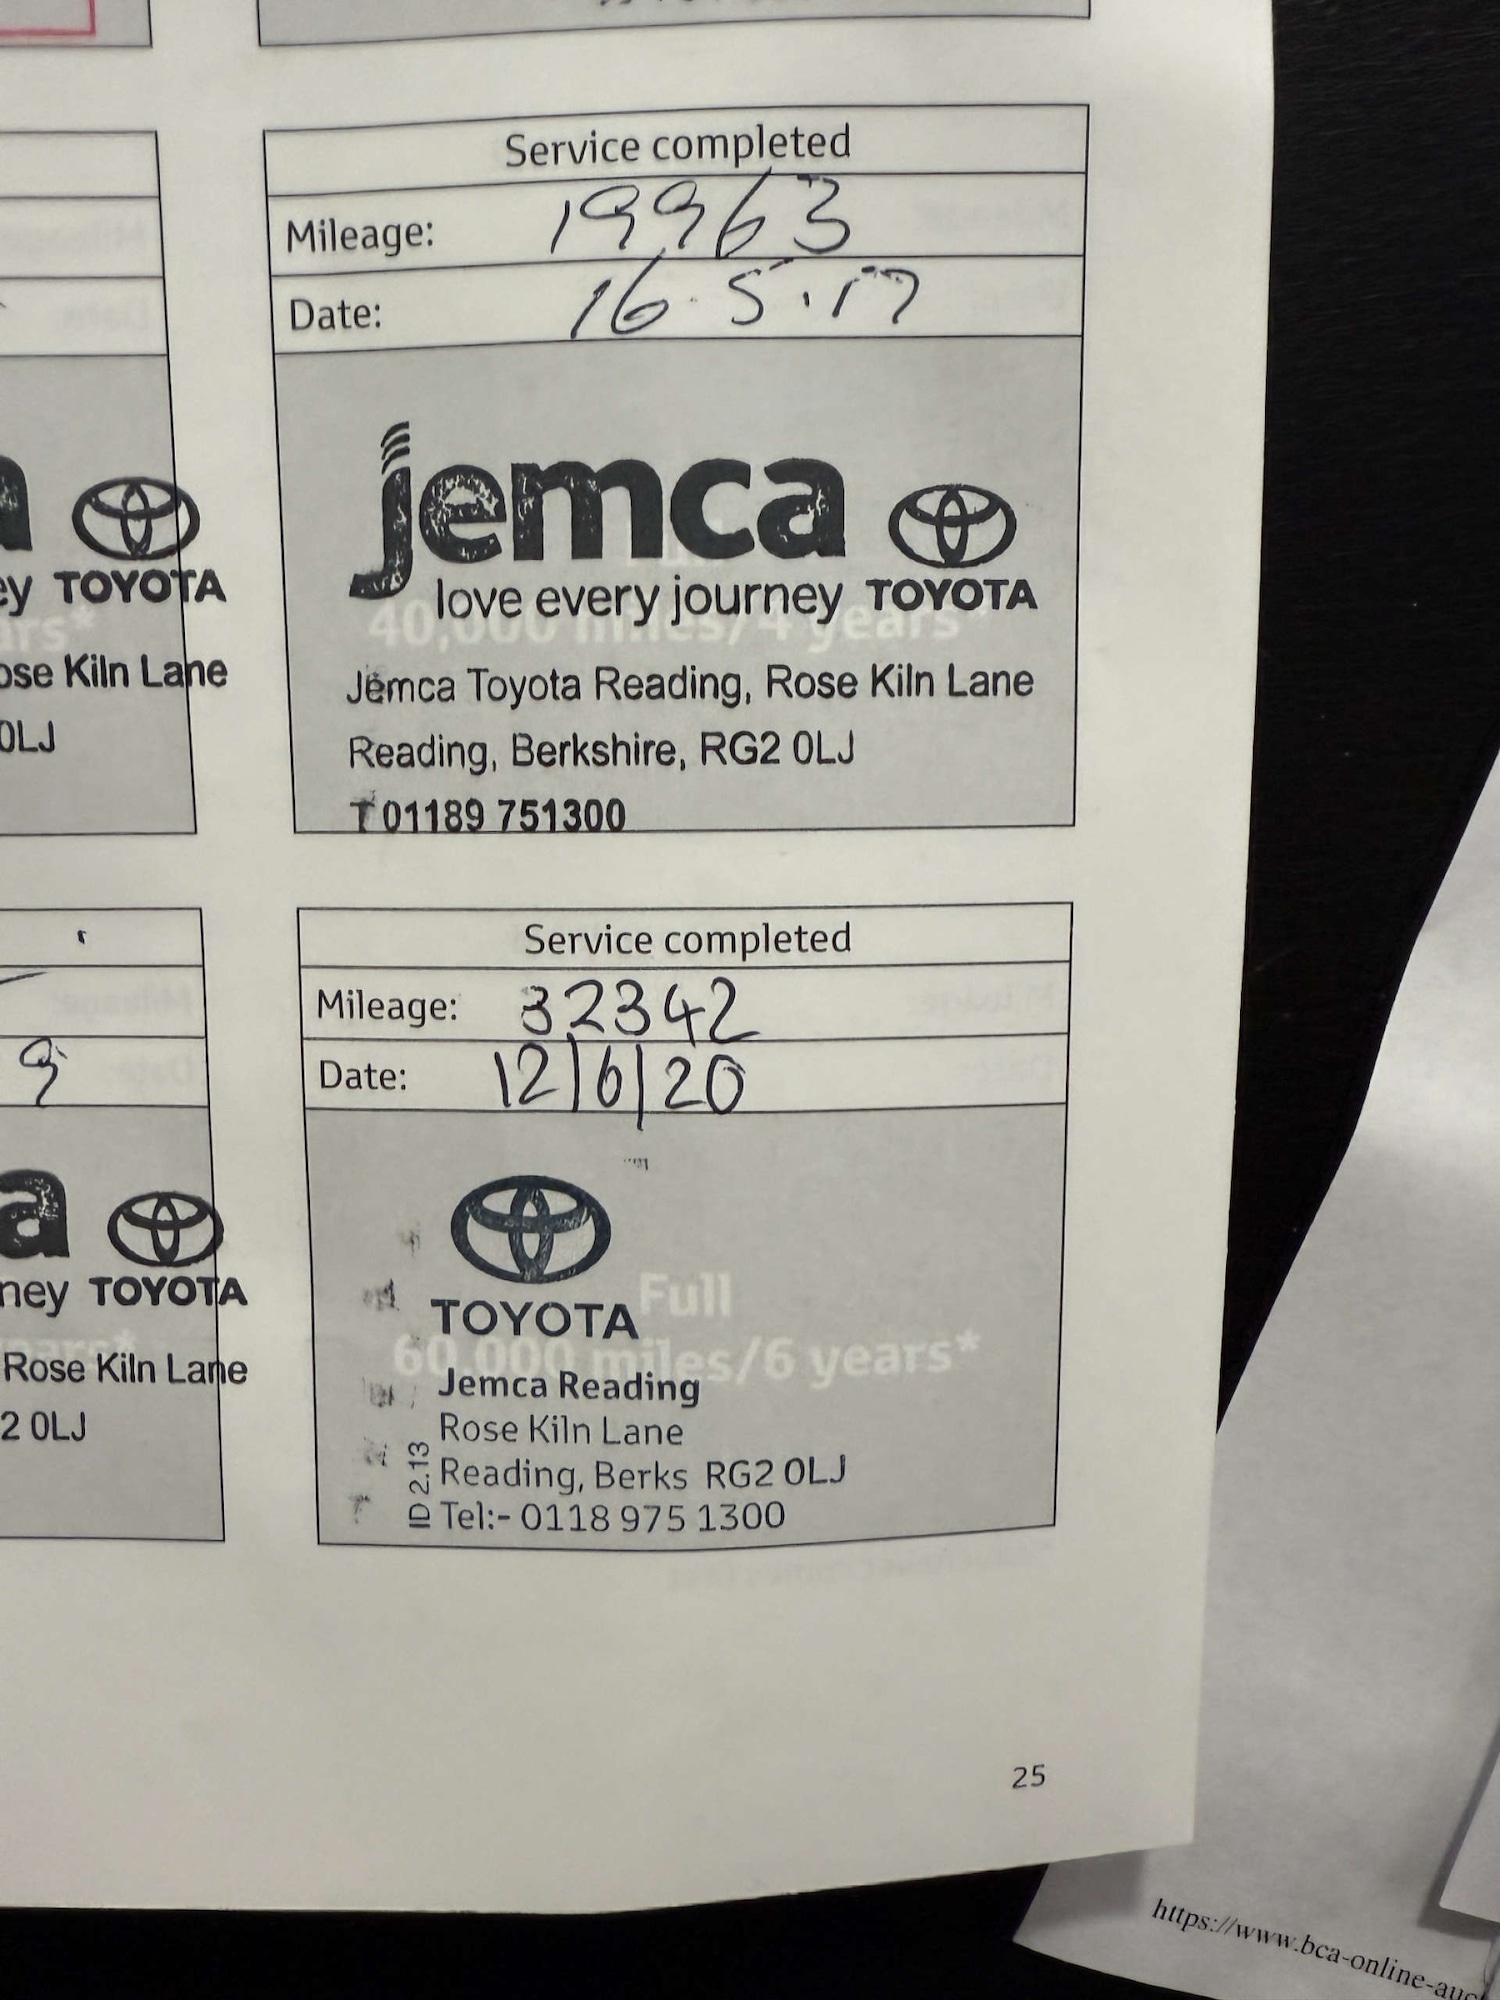 Service completed
Mileage: 19963
Date: 16.5.17
jemca
love every journey TOYOTA
40,000 miles/4 years*
Jemca Toyota Reading, Rose Kiln Lane
Reading, Berkshire, RG2 0LJ
T 01189 751300
ey TOYOTA
ars*
ose Kiln Lane
0LJ
Service completed
Mileage: 32342
Date: 12/6/20
TOYOTA
Full
60,000 miles/6 years*
Jemca Reading
Rose Kiln Lane
Reading, Berks RG2 0LJ
Tel:- 0118 975 1300
ID 2.13
9
a
ney TOYOTA
ears*
Rose Kiln Lane
2 0LJ
25
https://www.bca-online-auc